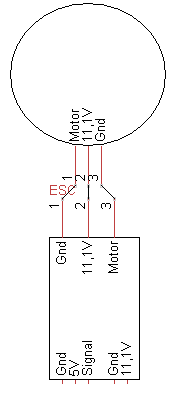 Motor
11,1V
Gnd
1
2
3
ESC
1
2
3
Gnd
11,1V
Motor
Gnd
5V
Signal
Gnd
11,1V